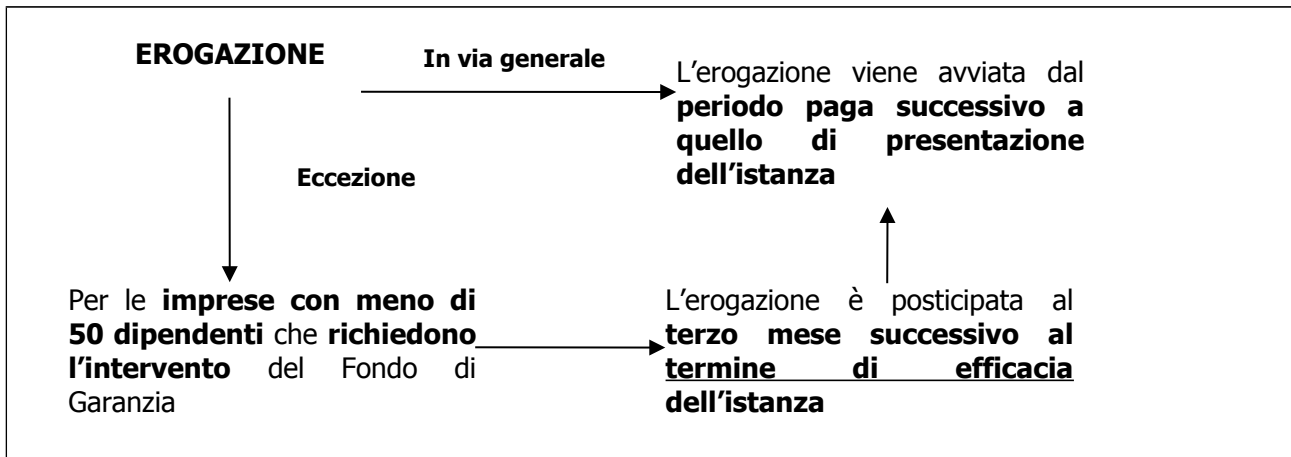 EROGAZIONE
In via generale
L’erogazione viene avviata dal
periodo paga successivo a
quello di presentazione
dell’istanza
Eccezione
Per le imprese con meno di
50 dipendenti che richiedono
l’intervento del Fondo di
Garanzia
L’erogazione è posticipata al
terzo mese successivo al
termine di efficacia
dell’istanza